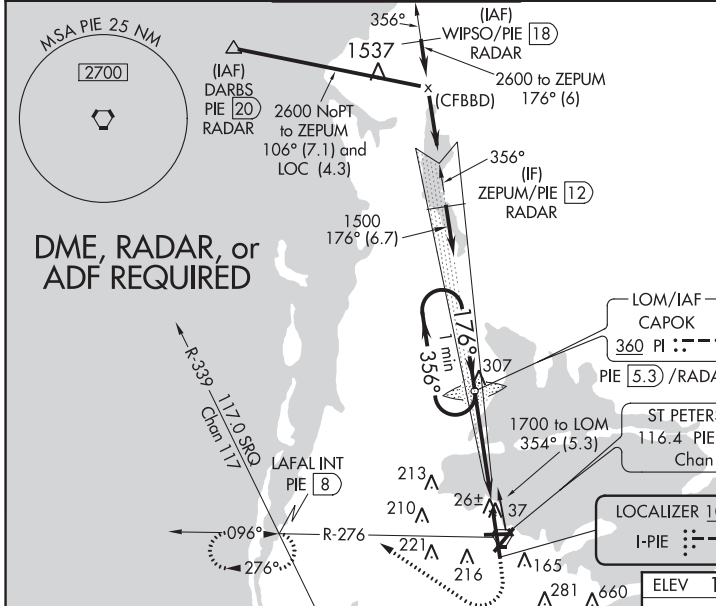 MSA PIE 25 NM
2700
(IAF)
DARBS
PIE 20
RADAR
1537
2600 NoPT
to ZEPUM
106° (7.1) and
LOC (4.3)
356°
(IAF)
WIPSO/PIE 18
RADAR
2600 to ZEPUM
176° (6)
(CFBBD)
356°
(IF)
ZEPUM/PIE 12
RADAR
1500
176° (6.7)
DME, RADAR, or
ADF REQUIRED
176°
1 min
356°
307
LOM/IAF
CAPOK
360 PI
PIE 5.3 /RADA
1700 to LOM
354° (5.3)
ST PETERS
116.4 PIE
Chan
R-339 117.0 SRQ
Chan 117
LAFAL INT
PIE 8
213
210
221
216
26±
37
165
281
660
096°
R-276
276°
LOCALIZER 10
I-PIE
ELEV 1